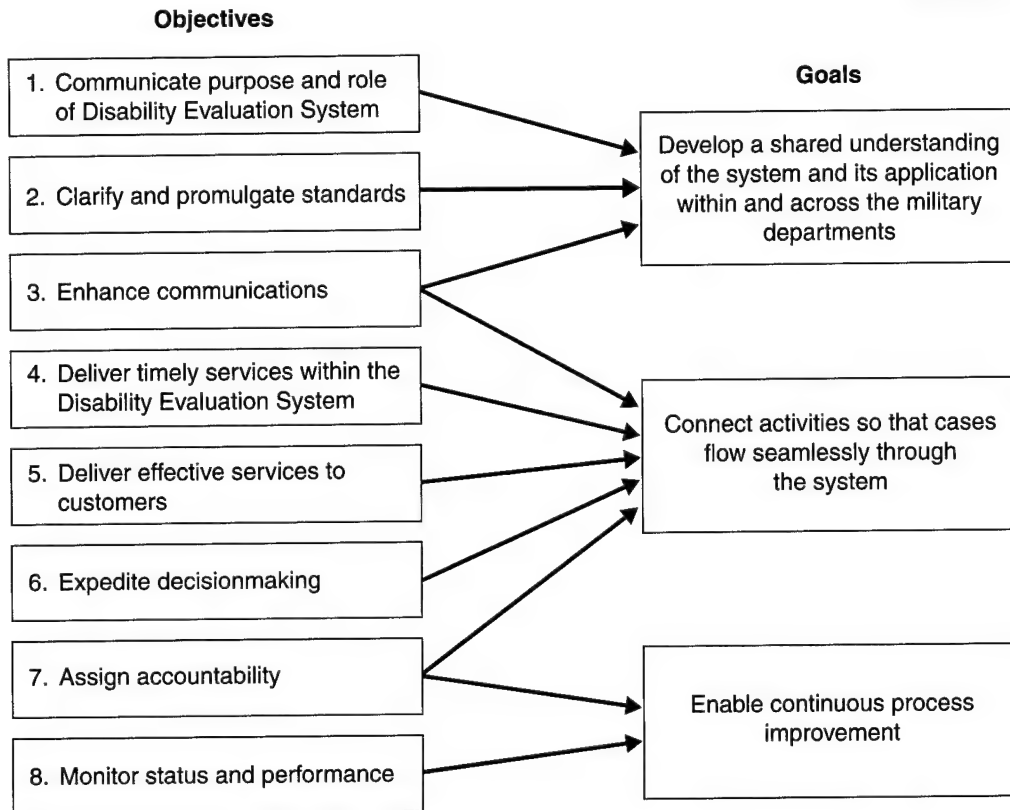 Objectives
1. Communicate purpose and role
of Disability Evaluation System
2. Clarify and promulgate standards
3. Enhance communications
4. Deliver timely services within the
Disability Evaluation System
5. Deliver effective services to
customers
6. Expedite decisionmaking
7. Assign accountability
8. Monitor status and performance
Goals
Develop a shared understanding
of the system and its application
within and across the military
departments
Connect activities so that cases
flow seamlessly through
the system
Enable continuous process
improvement